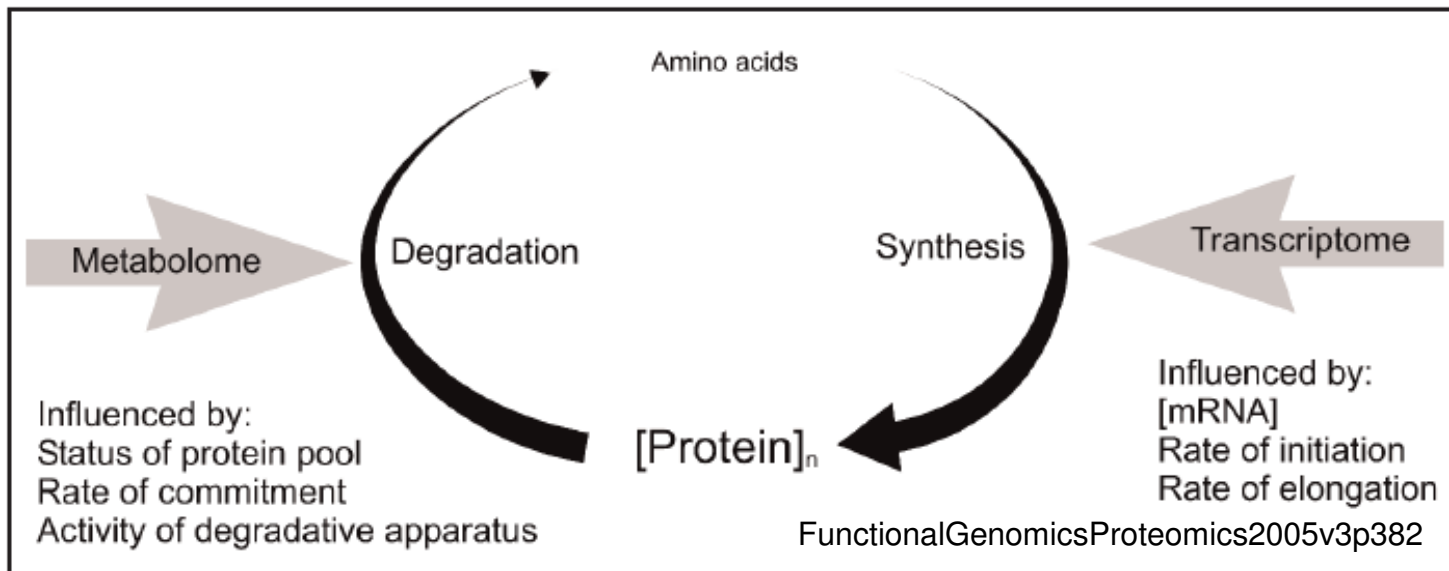 Amino acids
Metabolome
Degradation
Synthesis
Transcriptome
Influenced by:
Status of protein pool
Rate of commitment
Activity of degradative apparatus
[Protein]n
Influenced by:
[mRNA]
Rate of initiation
Rate of elongation
FunctionalGenomicsProteomics2005v3p382